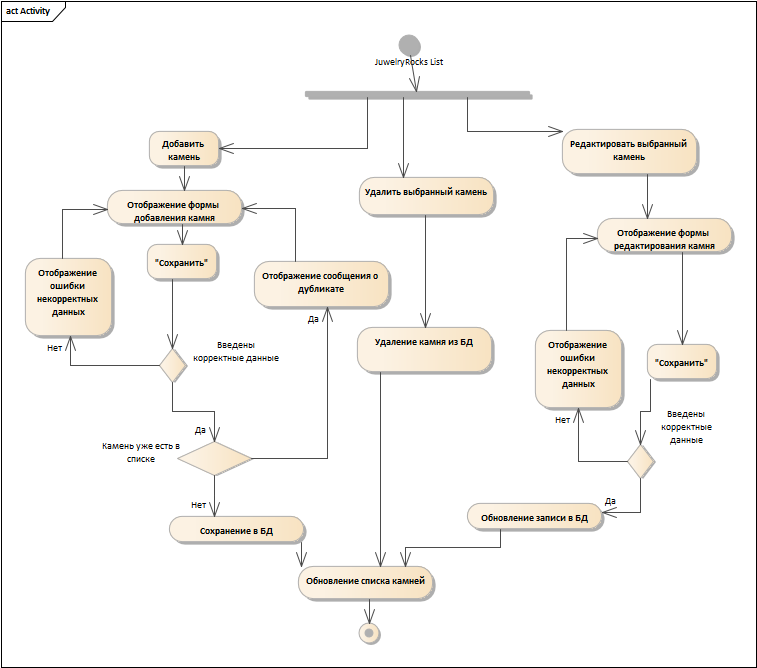 act Activity
JuwelryRocks List
Добавить
камень
Редактировать выбранный
камень
Удалить выбранный камень
Отображение формы
добавления камня
Отображение формы
редактирования камня
"Сохранить"
Отображение
ошибки
некорректных
данных
Отображение сообщения о
дубликате
Да
Нет
Введены
корректные данные
Удаление камня из БД
Отображение
ошибки
некорректных
данных
"Сохранить"
Нет
Введены
корректные
данные
Да
Камень уже есть в
списке
Нет
Да
Сохранение в БД
Обновление записи в БД
Обновление списка камней